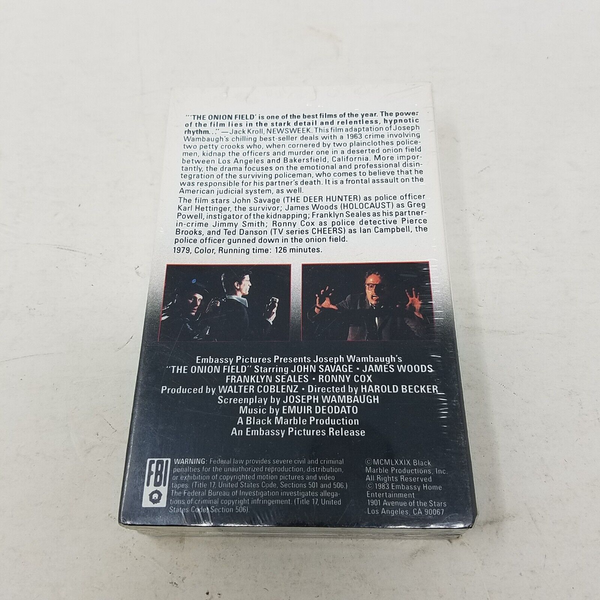 "'THE ONION FIELD' is one of the best films of the year. The power
of the film lies in the stark detail and relentless, hypnotic
rhythm..." — Jack Kroll, NEWSWEEK. This film adaptation of Joseph
Wambaugh's chilling best-seller deals with a 1963 crime involving
two petty crooks who, when cornered by two plainclothes police-
men, kidnap the officers and murder one in a deserted onion field
between Los Angeles and Bakersfield, California. More impor-
tantly, the drama focuses on the emotional and professional disin-
tegration of the surviving policeman, who comes to believe that he
was responsible for his partner's death. It is a frontal assault on the
American judicial system, as well.
The film stars John Savage (THE DEER HUNTER) as police officer
Karl Hettinger, the survivor; James Woods (HOLOCAUST) as Greg
Powell, instigator of the kidnapping; Franklyn Seales as his partner-
in-crime Jimmy Smith; Ronny Cox as police detective Pierce
Brooks, and Ted Danson (TV series CHEERS) as Ian Campbell, the
police officer gunned down in the onion field.
1979, Color, Running time: 126 minutes.
Embassy Pictures Presents Joseph Wambaugh's
"THE ONION FIELD" Starring JOHN SAVAGE • JAMES WOODS
FRANKLYN SEALES • RONNY COX
Produced by WALTER COBLENZ • Directed by HAROLD BECKER
Screenplay by JOSEPH WAMBAUGH
Music by EMUIR DEODATO
A Black Marble Production
An Embassy Pictures Release
FBI
WARNING: Federal law provides severe civil and criminal
penalties for the unauthorized reproduction, distribution,
or exhibition of copyrighted motion pictures and video
tapes. (Title 17, United States Code, Sections 501 and 506.)
The Federal Bureau of Investigation investigates allega-
tions of criminal copyright infringement. (Title 17, United
States Code, Section 506)
©MCMLXXIX Black
Marble Productions, Inc.
All Rights Reserved
©1983 Embassy Home
Entertainment
1901 Avenue of the Stars
Los Angeles, CA 90067